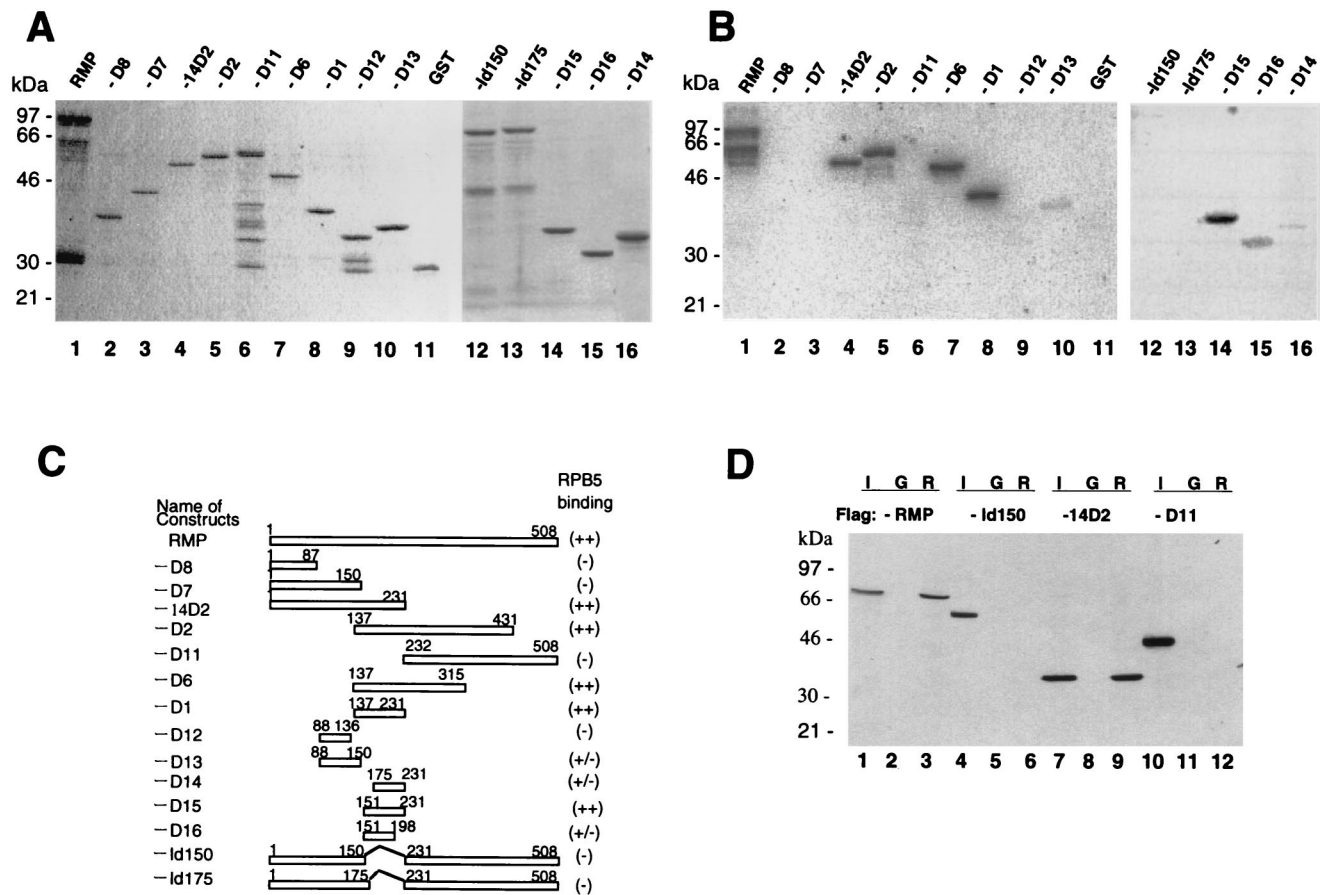 A
kDa
RMP
- D8
- D7
-14D2
- D2
- D11
- D6
- D1
- D12
- D13
GST
-Id150
-Id175
- D15
- D16
- D14
97 -
66 -
46 -
30 -
21 -
1 2 3 4 5 6 7 8 9 10 11 12 13 14 15 16
B
kDa
RMP
- D8
- D7
-14D2
- D2
- D11
- D6
- D1
- D12
- D13
GST
-Id150
-Id175
- D15
- D16
- D14
97 -
66 -
46 -
30 -
21 -
1 2 3 4 5 6 7 8 9 10 11 12 13 14 15 16
C
Name of
Constructs
RPB5
binding
RMP 1 508 (++)
—D8 1 87 (-)
—D7 1 150 (-)
—14D2 231 (++)
—D2 137 431 (++)
—D11 232 508 (-)
—D6 137 315 (++)
—D1 137 231 (++)
—D12 88 136 (-)
—D13 88 150 (+/-)
—D14 175 231 (+/-)
—D15 151 231 (++)
—D16 151 198 (+/-)
—Id150 1 150 231 508 (-)
—Id175 1 175 231 508 (-)
D
I G R I G R I G R I G R
Flag: - RMP - Id150 -14D2 - D11
kDa
97 -
66 -
46 -
30 -
21 -
1 2 3 4 5 6 7 8 9 10 11 12